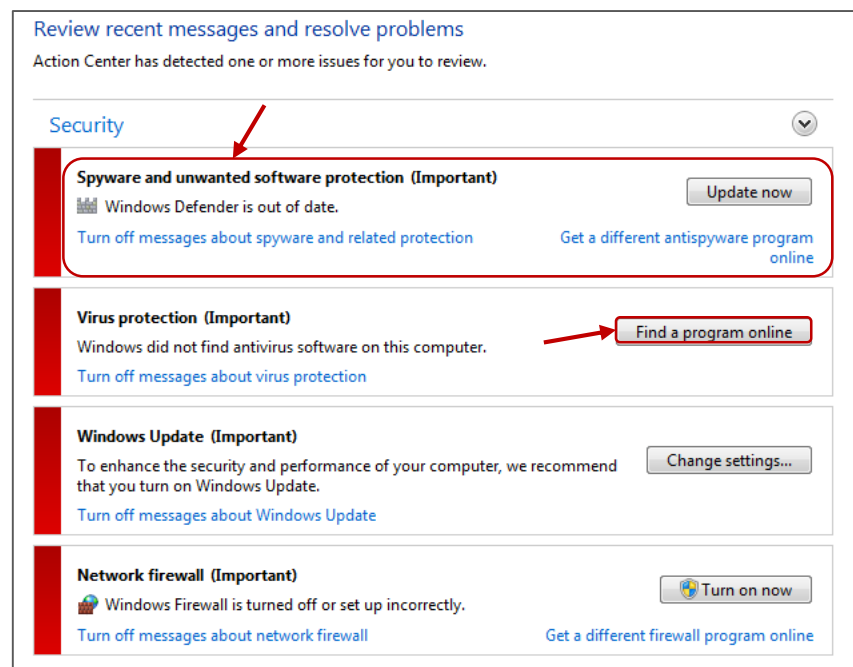 Review recent messages and resolve problems
Action Center has detected one or more issues for you to review.
Security
Spyware and unwanted software protection (Important)
Update now
Windows Defender is out of date.
Turn off messages about spyware and related protection
Get a different antispyware program
online
Virus protection (Important)
Find a program online
Windows did not find antivirus software on this computer.
Turn off messages about virus protection
Windows Update (Important)
Change settings...
To enhance the security and performance of your computer, we recommend
that you turn on Windows Update.
Turn off messages about Windows Update
Network firewall (Important)
Turn on now
Windows Firewall is turned off or set up incorrectly.
Turn off messages about network firewall
Get a different firewall program online